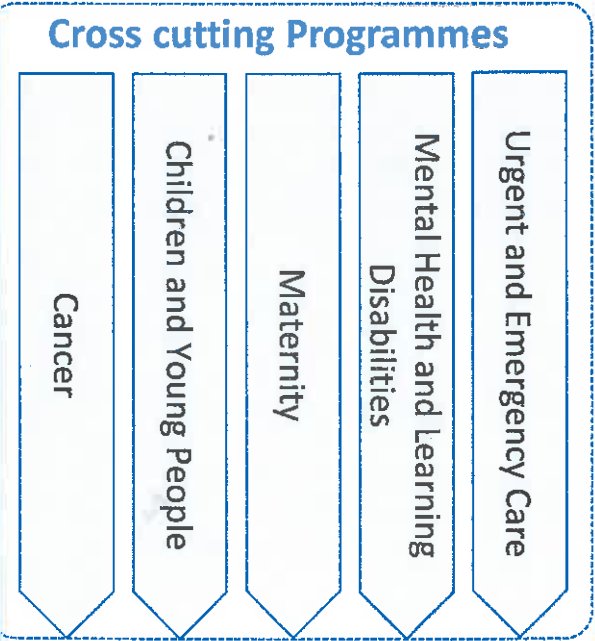 Cross cutting Programmes
Cancer
Children and Young People
Maternity
Mental Health and Learning
Disabilities
Urgent and Emergency Care